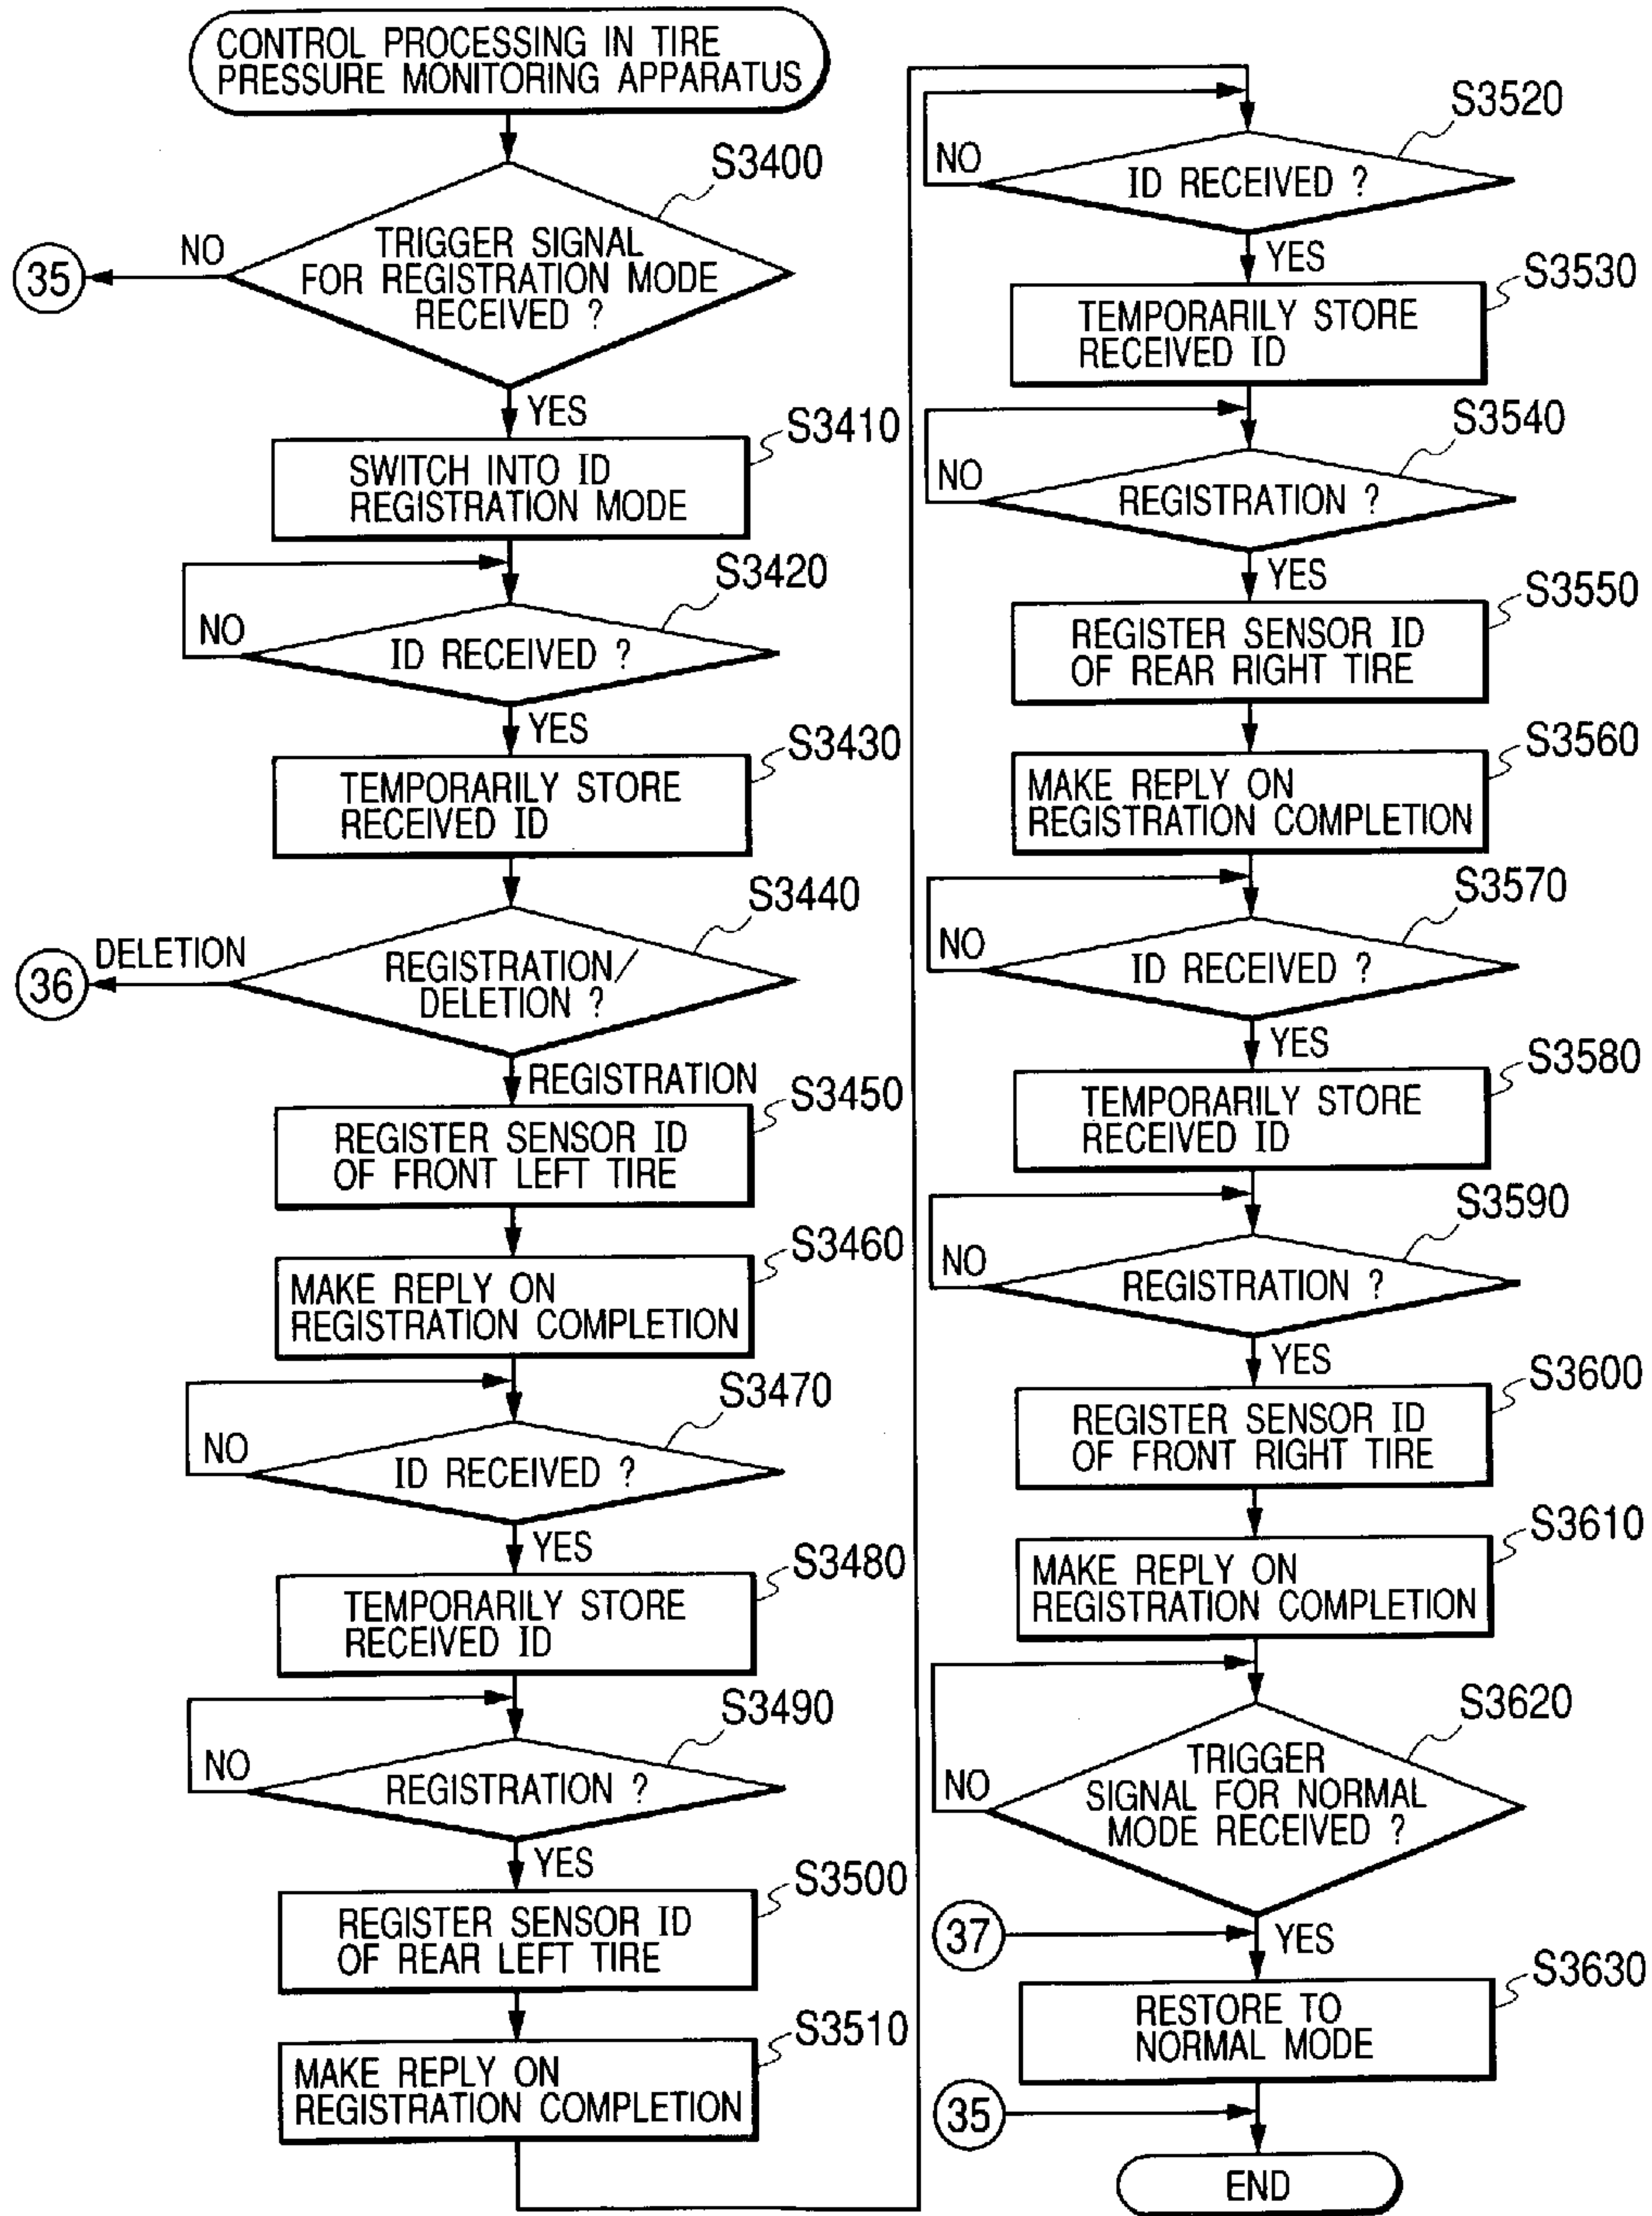 CONTROL PROCESSING IN TIRE
PRESSURE MONITORING APPARATUS
S3400
TRIGGER SIGNAL
FOR REGISTRATION MODE
RECEIVED ?
NO
35
YES
S3410
SWITCH INTO ID
REGISTRATION MODE
S3420
NO
ID RECEIVED ?
YES
S3430
TEMPORARILY STORE
RECEIVED ID
S3440
DELETION
36
REGISTRATION/
DELETION ?
REGISTRATION
S3450
REGISTER SENSOR ID
OF FRONT LEFT TIRE
S3460
MAKE REPLY ON
REGISTRATION COMPLETION
S3470
NO
ID RECEIVED ?
YES
S3480
TEMPORARILY STORE
RECEIVED ID
S3490
NO
REGISTRATION ?
YES
S3500
REGISTER SENSOR ID
OF REAR LEFT TIRE
S3510
MAKE REPLY ON
REGISTRATION COMPLETION
S3520
NO
ID RECEIVED ?
YES
S3530
TEMPORARILY STORE
RECEIVED ID
S3540
NO
REGISTRATION ?
YES
S3550
REGISTER SENSOR ID
OF REAR RIGHT TIRE
S3560
MAKE REPLY ON
REGISTRATION COMPLETION
S3570
NO
ID RECEIVED ?
YES
S3580
TEMPORARILY STORE
RECEIVED ID
S3590
NO
REGISTRATION ?
YES
S3600
REGISTER SENSOR ID
OF FRONT RIGHT TIRE
S3610
MAKE REPLY ON
REGISTRATION COMPLETION
S3620
NO
TRIGGER
SIGNAL FOR NORMAL
MODE RECEIVED ?
37
YES
S3630
RESTORE TO
NORMAL MODE
35
END